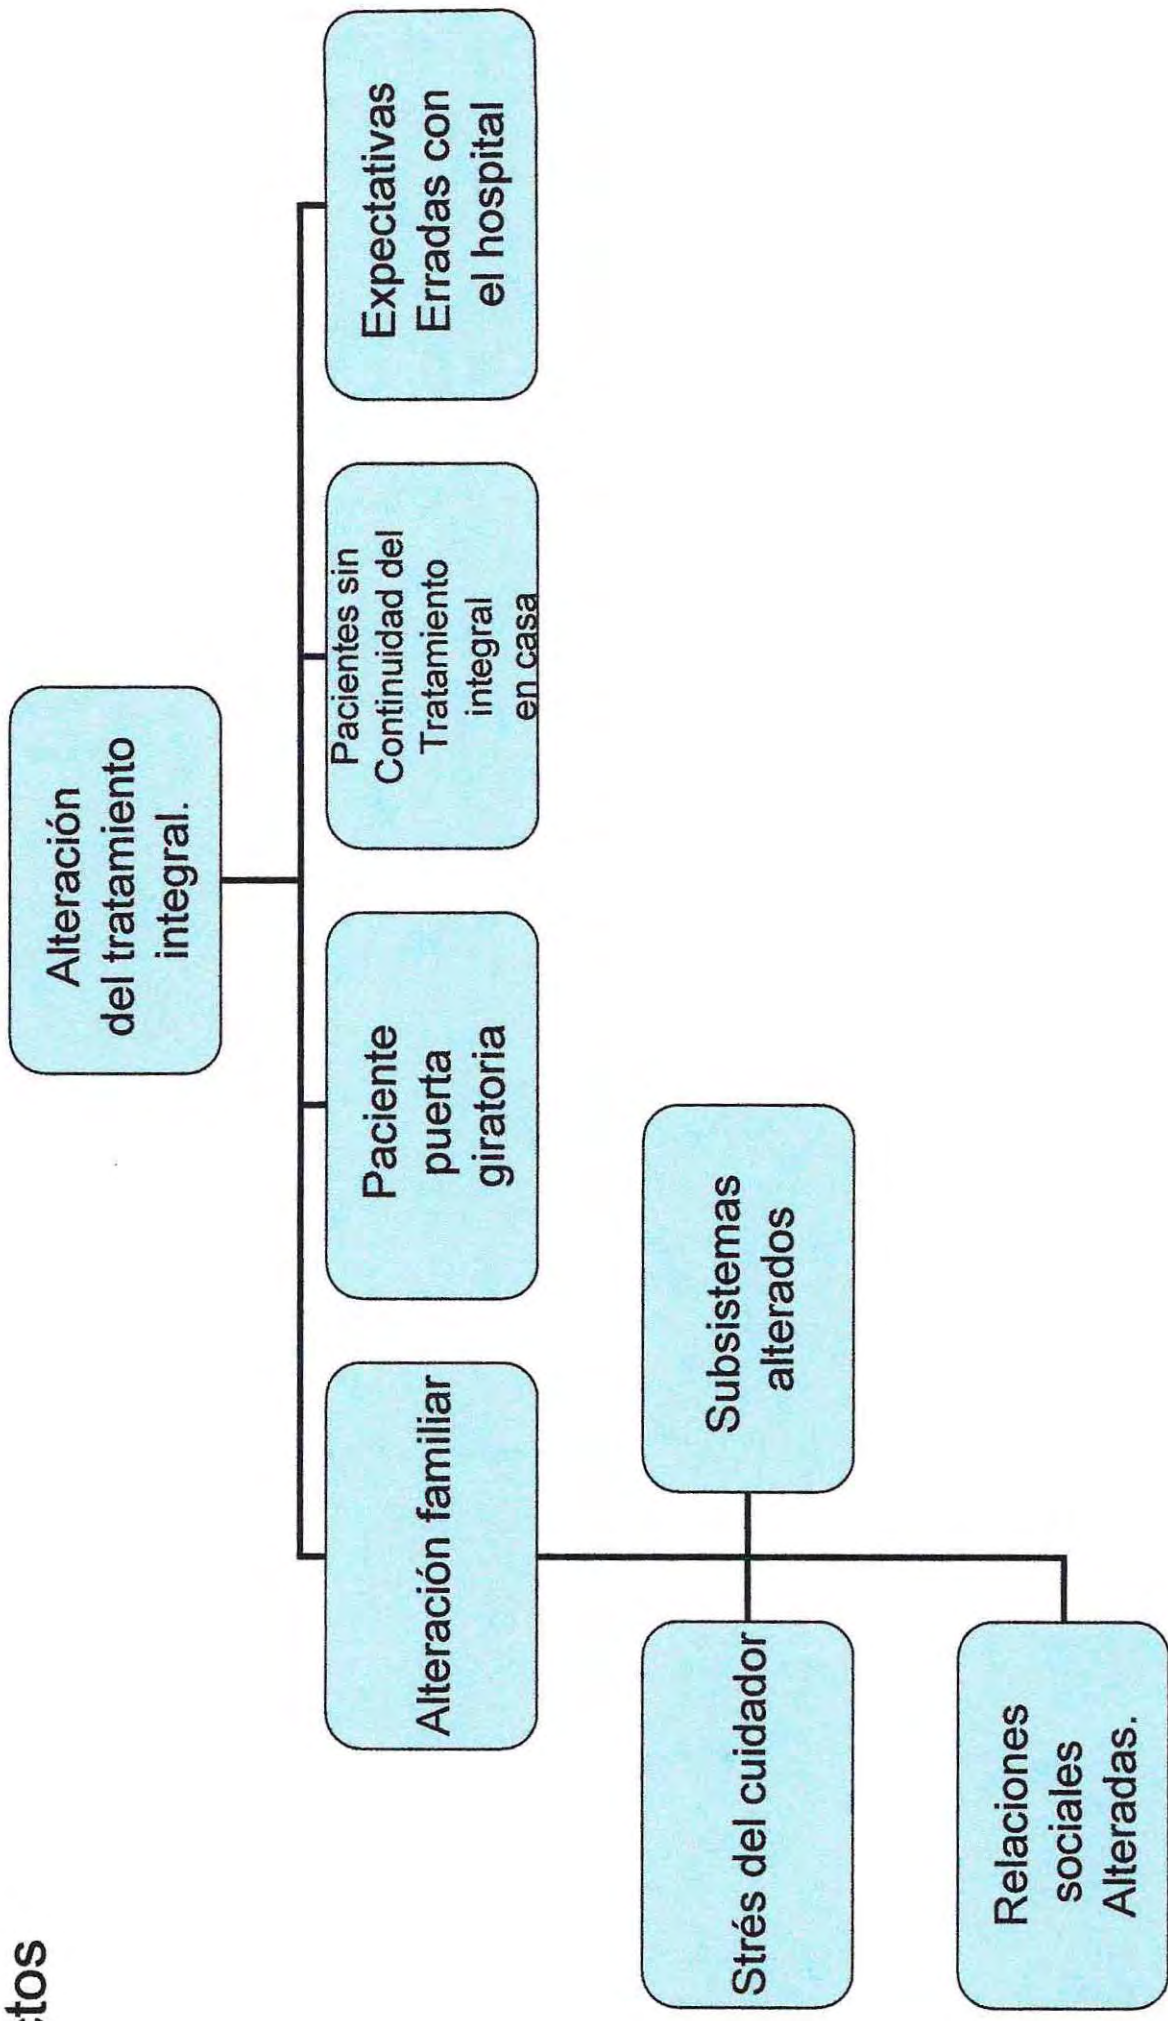 ctos
Alteración
del tratamiento
integral.
Alteración familiar
Paciente
puerta
giratoria
Pacientes sin
Continuidad del
Tratamiento
integral
en casa
Expectativas
Erradas con
el hospital
Strés del cuidador
Subsistemas
alterados
Relaciones
sociales
Alteradas.